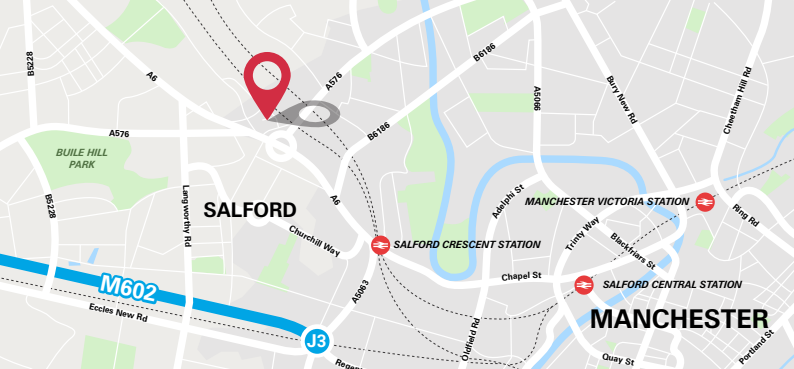 B5228
A6
A576
B6186
A5066
Bury New Rd
Cheetham Hill Rd
A576
B6186
BUILE HILL
PARK
B5228
Langworthy Rd
A6
SALFORD
Adelphi St
MANCHESTER VICTORIA STATION
Ring Rd
Trinty Way
Blackfriars St
Churchill Way
SALFORD CRESCENT STATION
Chapel St
SALFORD CENTRAL STATION
M602
A5063
Eccles New Rd
MANCHESTER
J3
Oldfield Rd
Portland St
Quay St